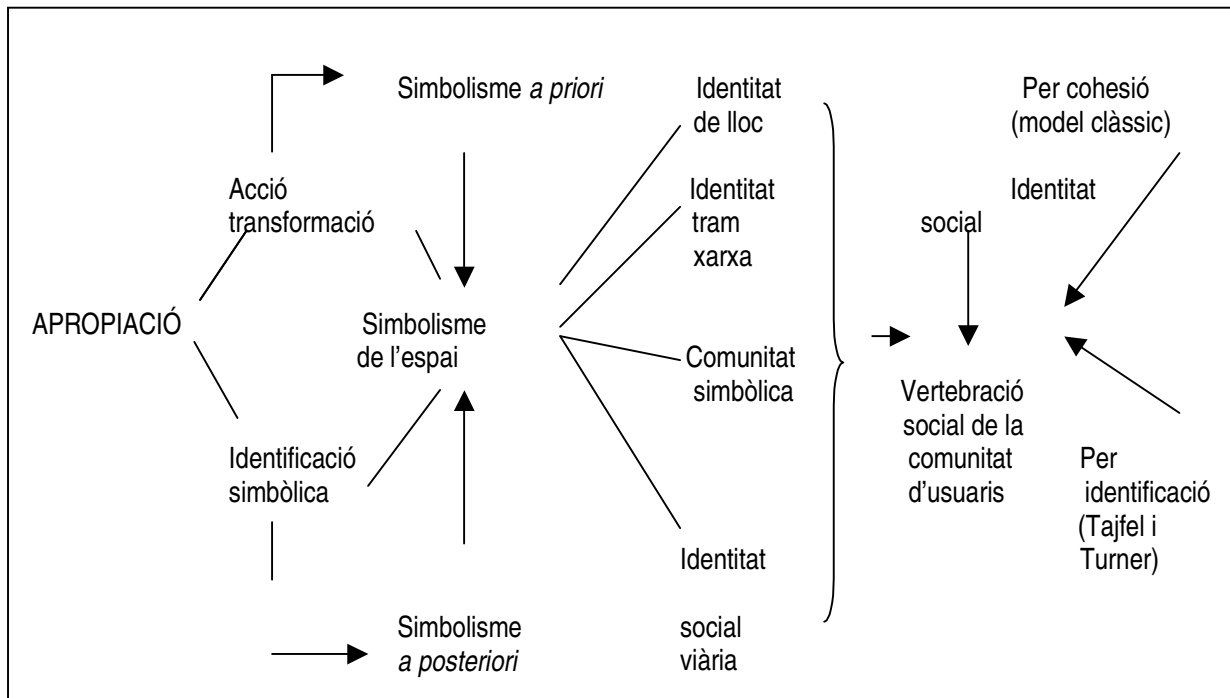 Simbolisme a priori
Identitat
de lloc
Per cohesió
(model clàssic)
Acció
transformació
Identitat
tram
xarxa
Identitat
social
APROPIACIÓ
Simbolisme
de l'espai
Comunitat
simbòlica
Vertebració
social de la
comunitat
d'usuaris
Identificació
simbòlica
Per
identificació
(Tajfel i
Turner)
Identitat
social
viària
Simbolisme
a posteriori